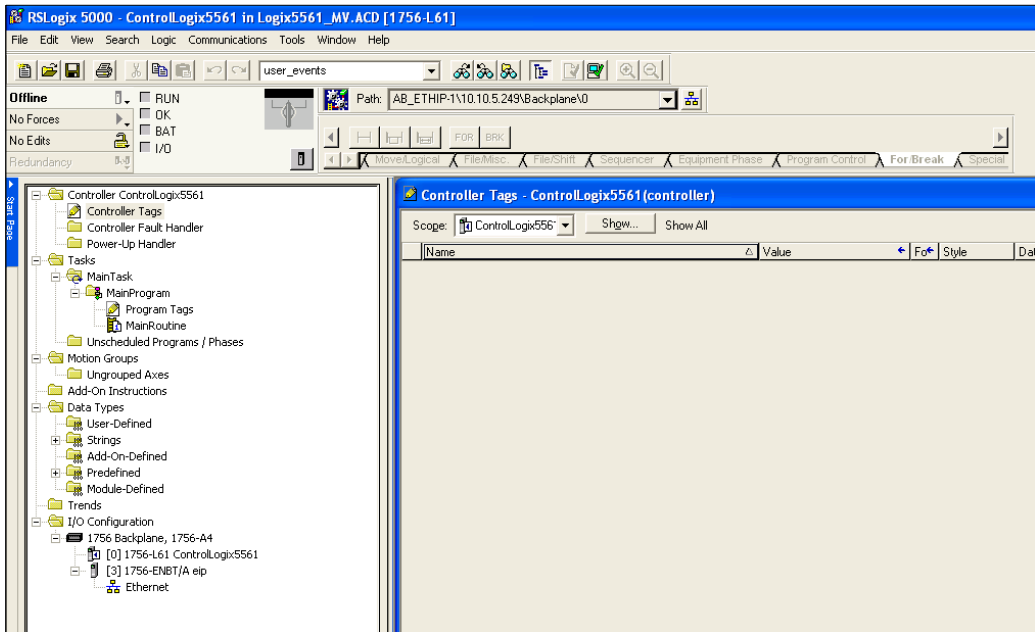 RSLogix 5000 - ControlLogix5561 in Logix5561_MV.ACD [1756-L61]
File Edit View Search Logic Communications Tools Window Help
user_events
Offline
RUN
Path: AB_ETHIP-1\10.10.5.249\Backplane\0
No Forces
OK
BAT
No Edits
I/O
FOR BRK
Redundancy
Move/Logical File/Misc. File/Shift Sequencer Equipment Phase Program Control For/Break Special
Start Page
Controller ControlLogix5561
Controller Tags
Controller Fault Handler
Power-Up Handler
Tasks
MainTask
MainProgram
Program Tags
MainRoutine
Unscheduled Programs / Phases
Motion Groups
Ungrouped Axes
Add-On Instructions
Data Types
User-Defined
Strings
Add-On-Defined
Predefined
Module-Defined
Trends
I/O Configuration
1756 Backplane, 1756-A4
[0] 1756-L61 ControlLogix5561
[3] 1756-ENBT/A eip
Ethernet
Controller Tags - ControlLogix5561(controller)
Scope: ControlLogix556 Show... Show All
Name Value Fo Style Dat